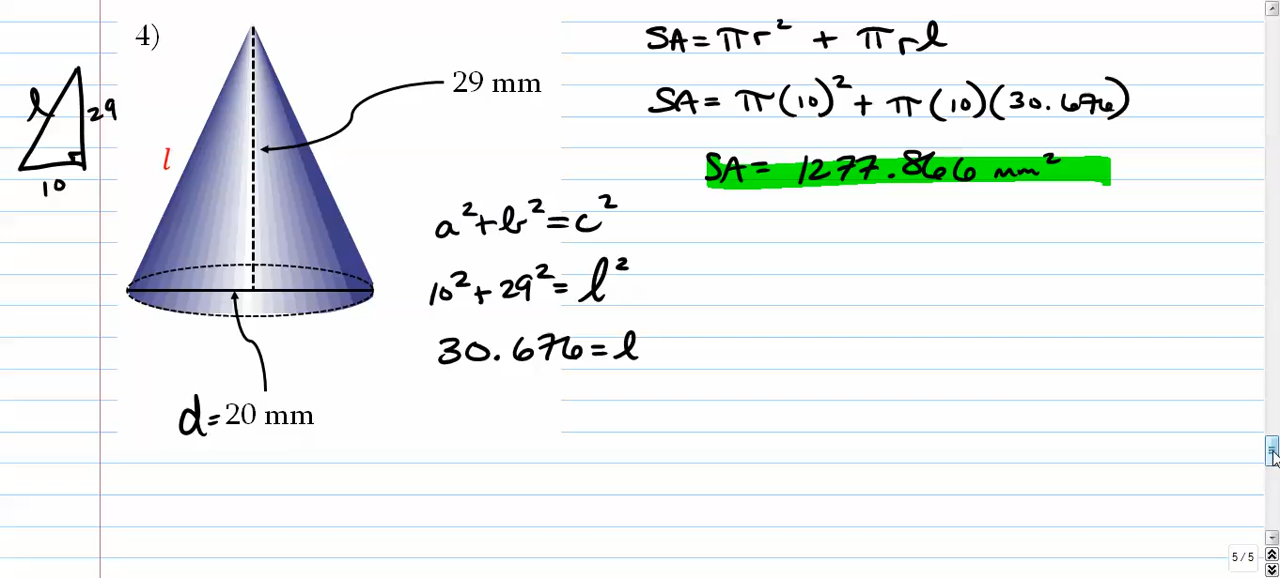 4)
SA = πr² + πrl
29 mm
l
29
10
l
SA = π(10)² + π(10)(30.676)
SA = 1277.866 mm²
a² + b² = c²
10² + 29² = l²
30.676 = l
d = 20 mm
5 / 5